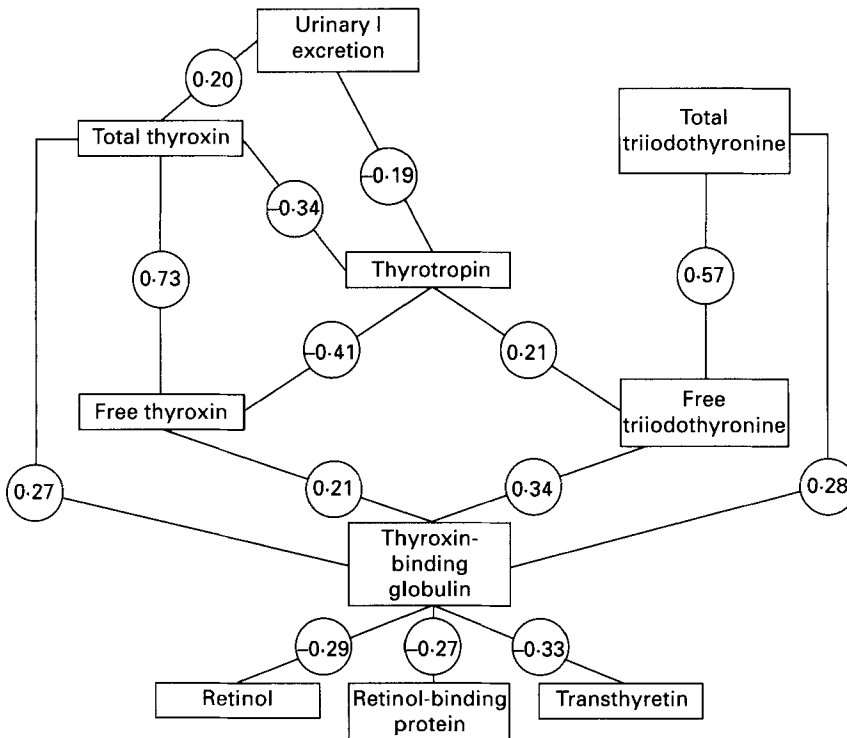 Urinary I
excretion
0·20
Total thyroxin
Total
triiodothyronine
–0·19
–0·34
Thyrotropin
0·73
0·57
–0·41
0·21
Free thyroxin
Free
triiodothyronine
0·27
0·21
0·34
0·28
Thyroxin-
binding
globulin
–0·29
–0·27
–0·33
Retinol
Retinol-binding
protein
Transthyretin